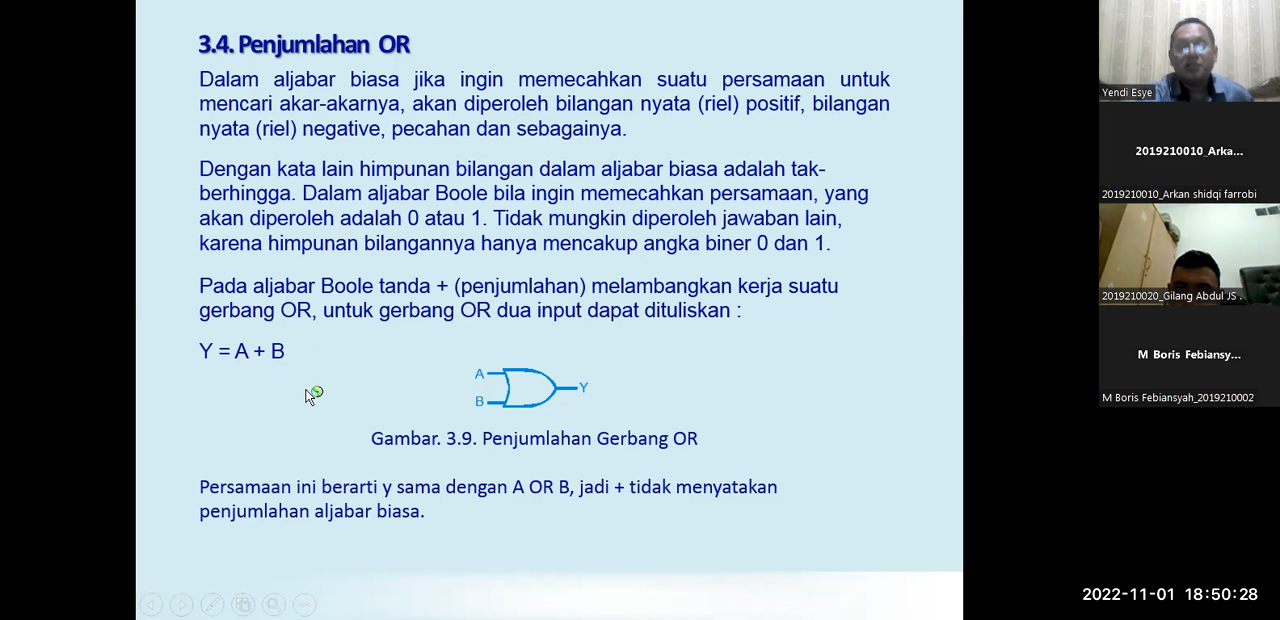 3.4. Penjumlahan OR
Dalam aljabar biasa jika ingin memecahkan suatu persamaan untuk
mencari akar-akarnya, akan diperoleh bilangan nyata (riel) positif, bilangan
nyata (riel) negative, pecahan dan sebagainya.
Dengan kata lain himpunan bilangan dalam aljabar biasa adalah tak-
berhingga. Dalam aljabar Boole bila ingin memecahkan persamaan, yang
akan diperoleh adalah 0 atau 1. Tidak mungkin diperoleh jawaban lain,
karena himpunan bilangannya hanya mencakup angka biner 0 dan 1.
Pada aljabar Boole tanda + (penjumlahan) melambangkan kerja suatu
gerbang OR, untuk gerbang OR dua input dapat dituliskan :
Y = A + B
A
B
Y
Gambar. 3.9. Penjumlahan Gerbang OR
Persamaan ini berarti y sama dengan A OR B, jadi + tidak menyatakan
penjumlahan aljabar biasa.
Yendi Esye
2019210010_Arka...
2019210010_Arkan shidqi farrobi
2019210020_Gilang Abdul JS .
M Boris Febiansy...
M Boris Febiansyah_2019210002
2022-11-01 18:50:28